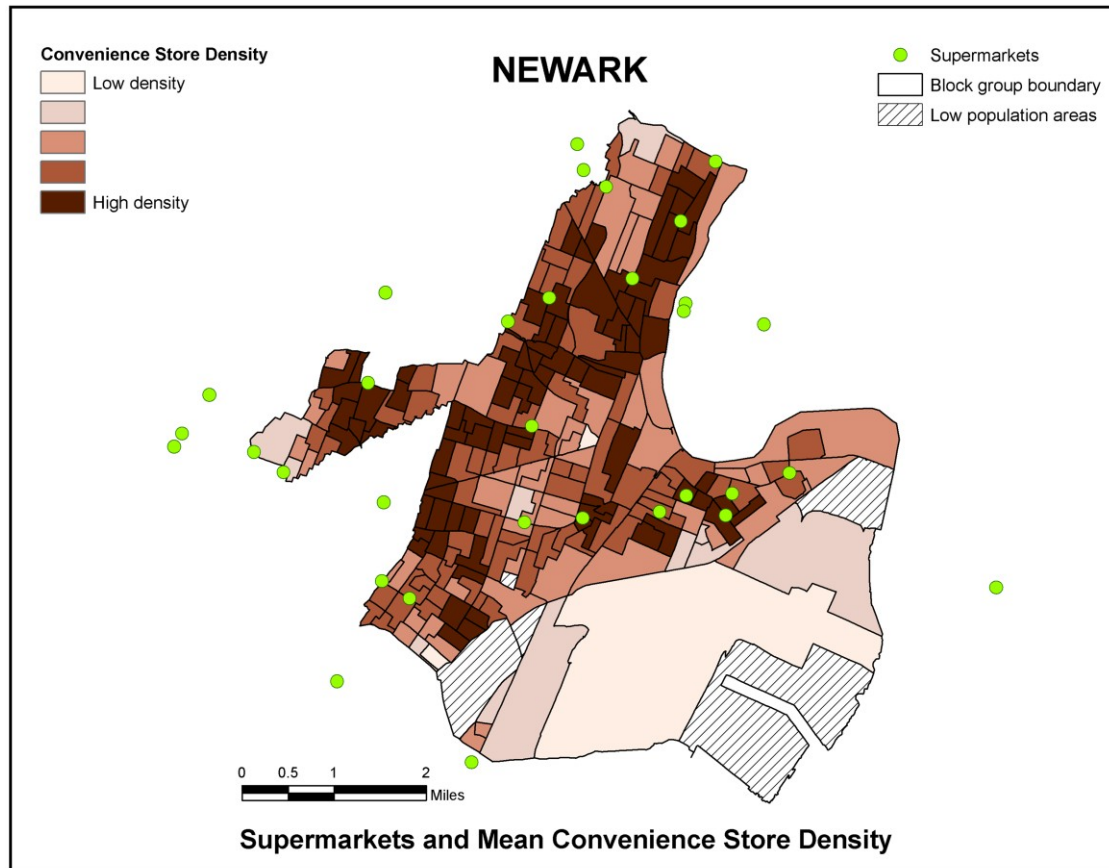 Convenience Store Density
Low density
High density
NEWARK
Supermarkets
Block group boundary
Low population areas
0 0.5 1 2
Miles
Supermarkets and Mean Convenience Store Density